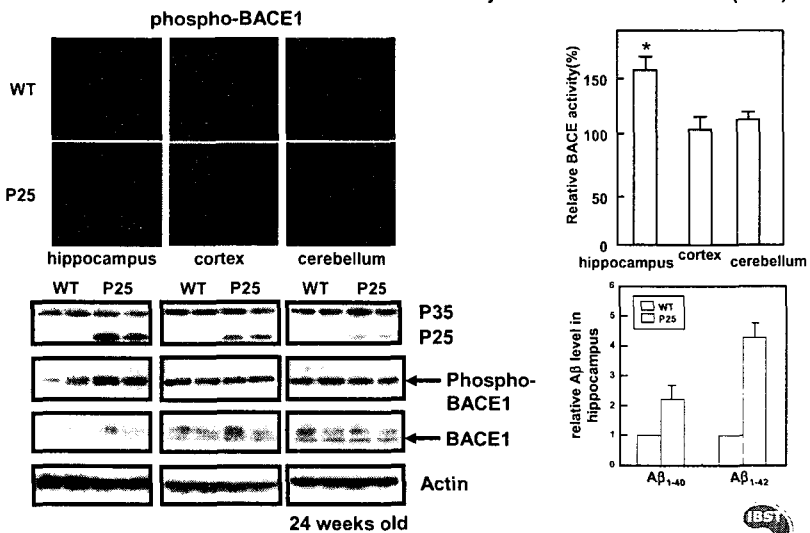 phospho-BACE1
WT
P25
hippocampus cortex cerebellum
WT P25 WT P25 WT P25
P35
P25
Phospho-
BACE1
BACE1
Actin
24 weeks old
Relative BACE activity(%)
150
100
50
0
*
hippocampus cortex cerebellum
relative Aβ level in
hippocampus
6
5
4
3
2
1
0
WT
P25
Aβ1-40 Aβ1-42
IBST